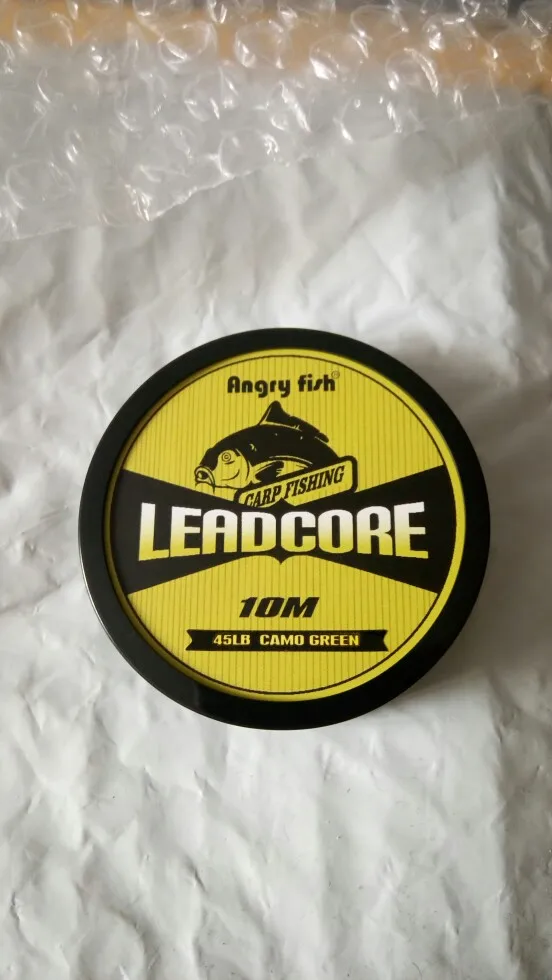 Angry fish
CARP FISHING
LEADCORE
10M
45LB CAMO GREEN